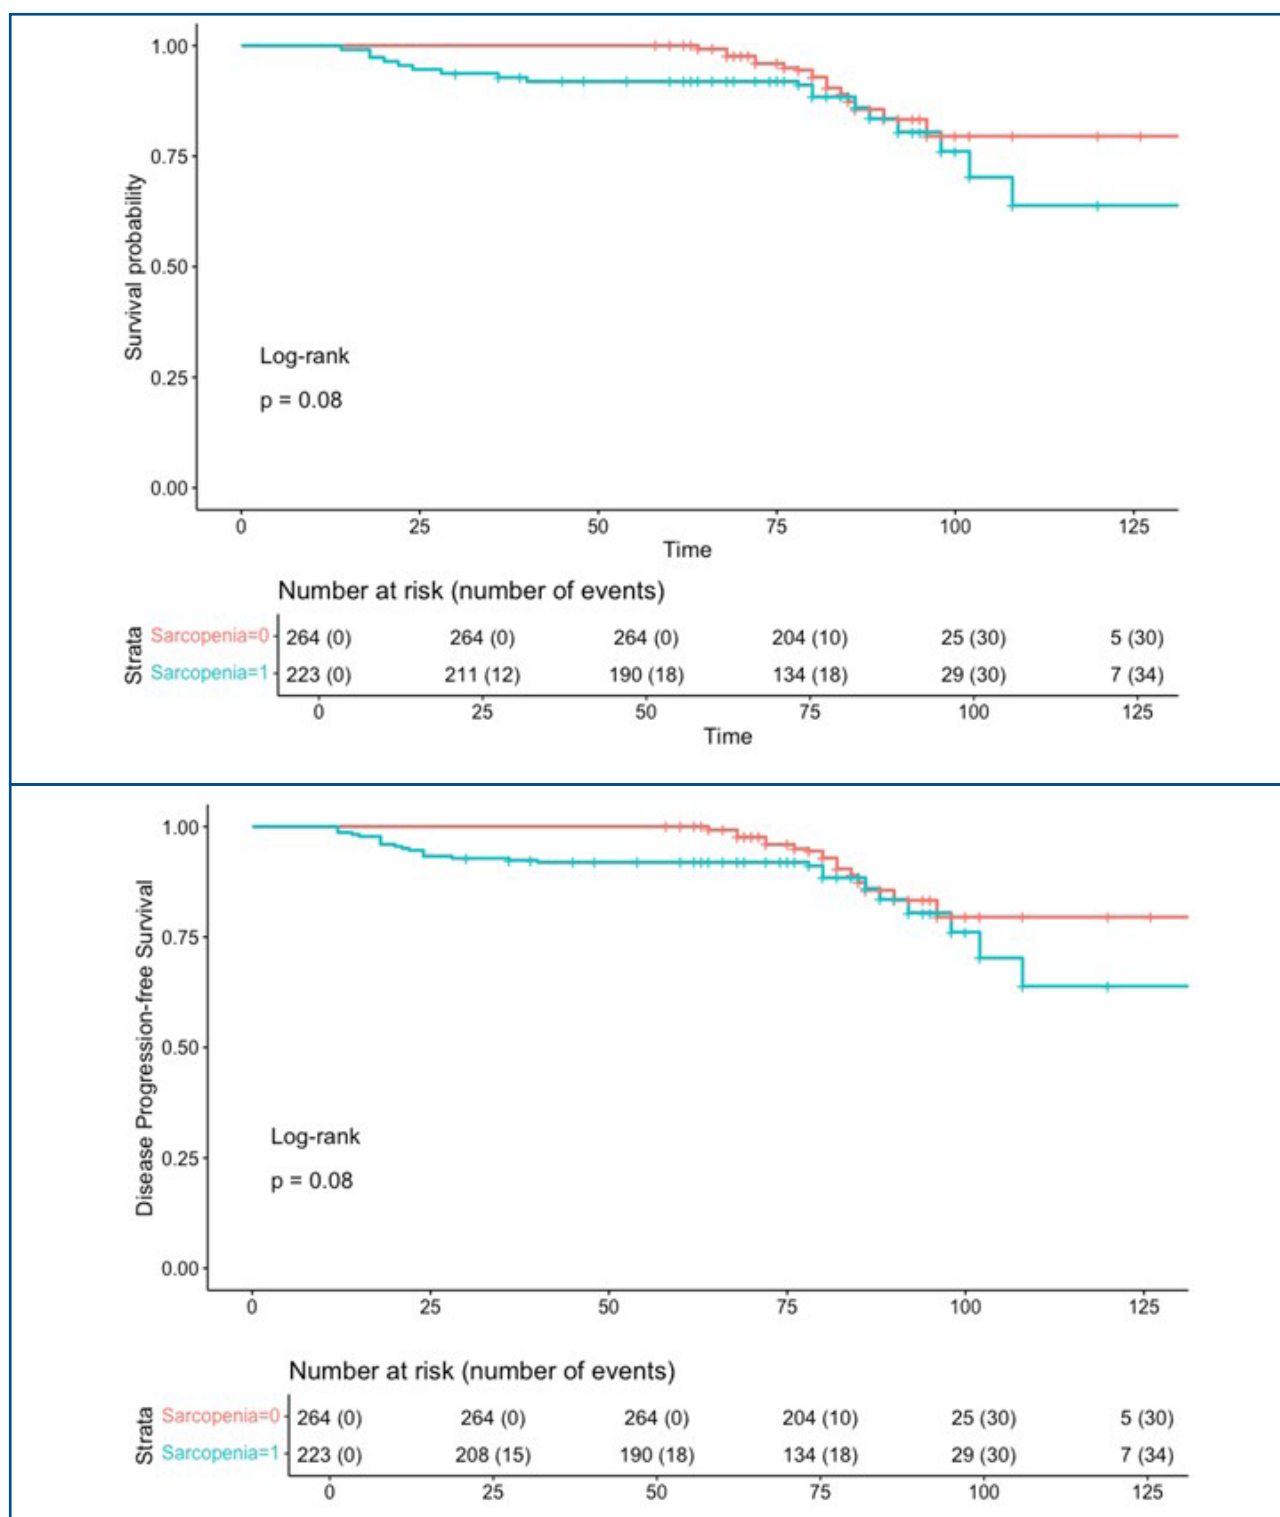 1.00
0.75
0.50
0.25
0.00
Survival probability
Log-rank
p = 0.08
0 25 50 75 100 125
Time
Number at risk (number of events)
Strata
Sarcopenia=0 264 (0) 264 (0) 264 (0) 204 (10) 25 (30) 5 (30)
Sarcopenia=1 223 (0) 211 (12) 190 (18) 134 (18) 29 (30) 7 (34)
0 25 50 75 100 125
Time
1.00
0.75
0.50
0.25
0.00
Disease Progression-free Survival
Log-rank
p = 0.08
0 25 50 75 100 125
Number at risk (number of events)
Strata
Sarcopenia=0 264 (0) 264 (0) 264 (0) 204 (10) 25 (30) 5 (30)
Sarcopenia=1 223 (0) 208 (15) 190 (18) 134 (18) 29 (30) 7 (34)
0 25 50 75 100 125